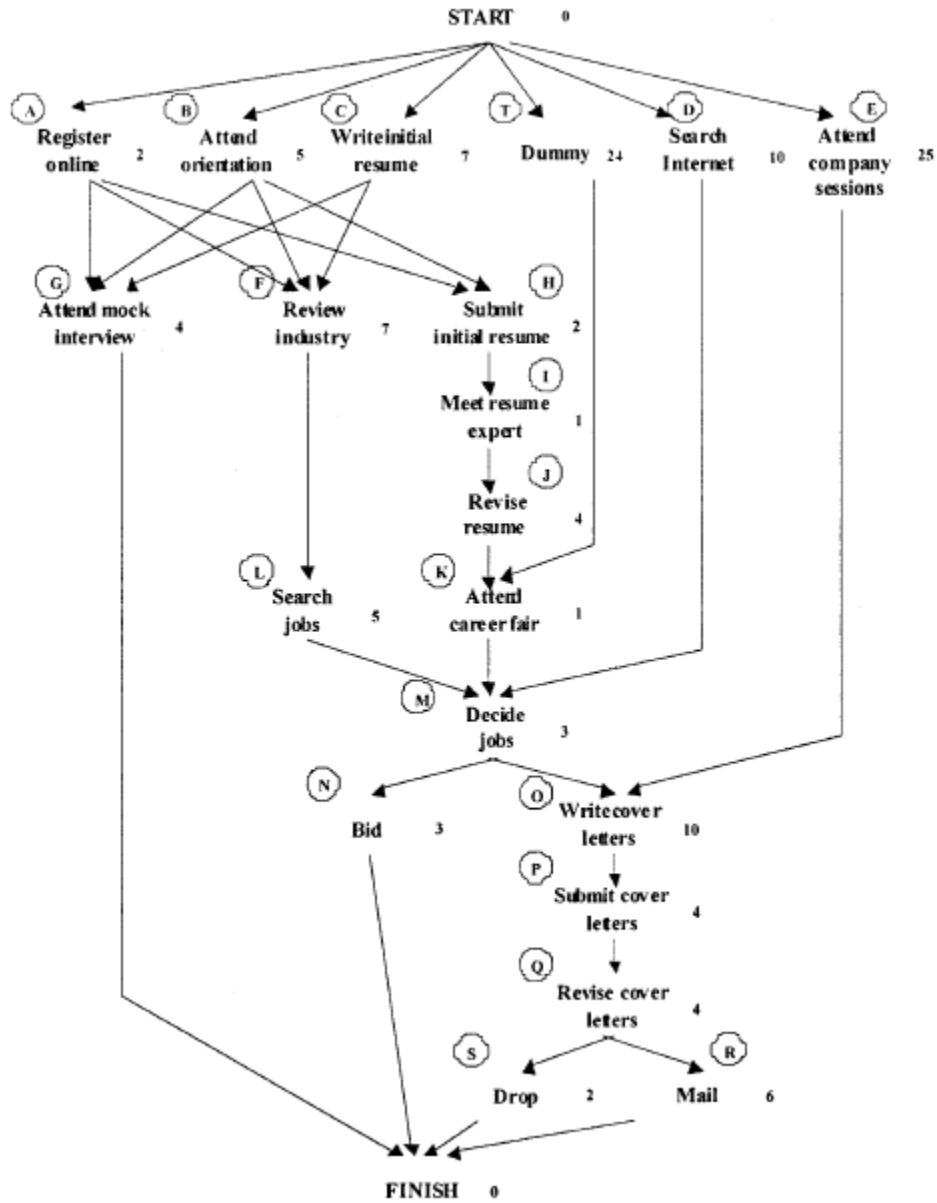 START 0
A B C T D E
Register Attend Writeinitial Dummy Search Attend
online 2 orientation 5 resume 7 24 Internet 10 company 25
sessions
G F H
Attend mock Review Submit
interview 4 industry 7 initial resume 2
I
Meet resume
expert 1
J
Revise
resume 4
L K
Search Attend
jobs 5 career fair 1
M
Decide
jobs 3
N O
Bid 3 Write cover
letters 10
P
Submit cover
letters 4
Q
Revise cover
letters 4
S R
Drop 2 Mail 6
FINISH 0